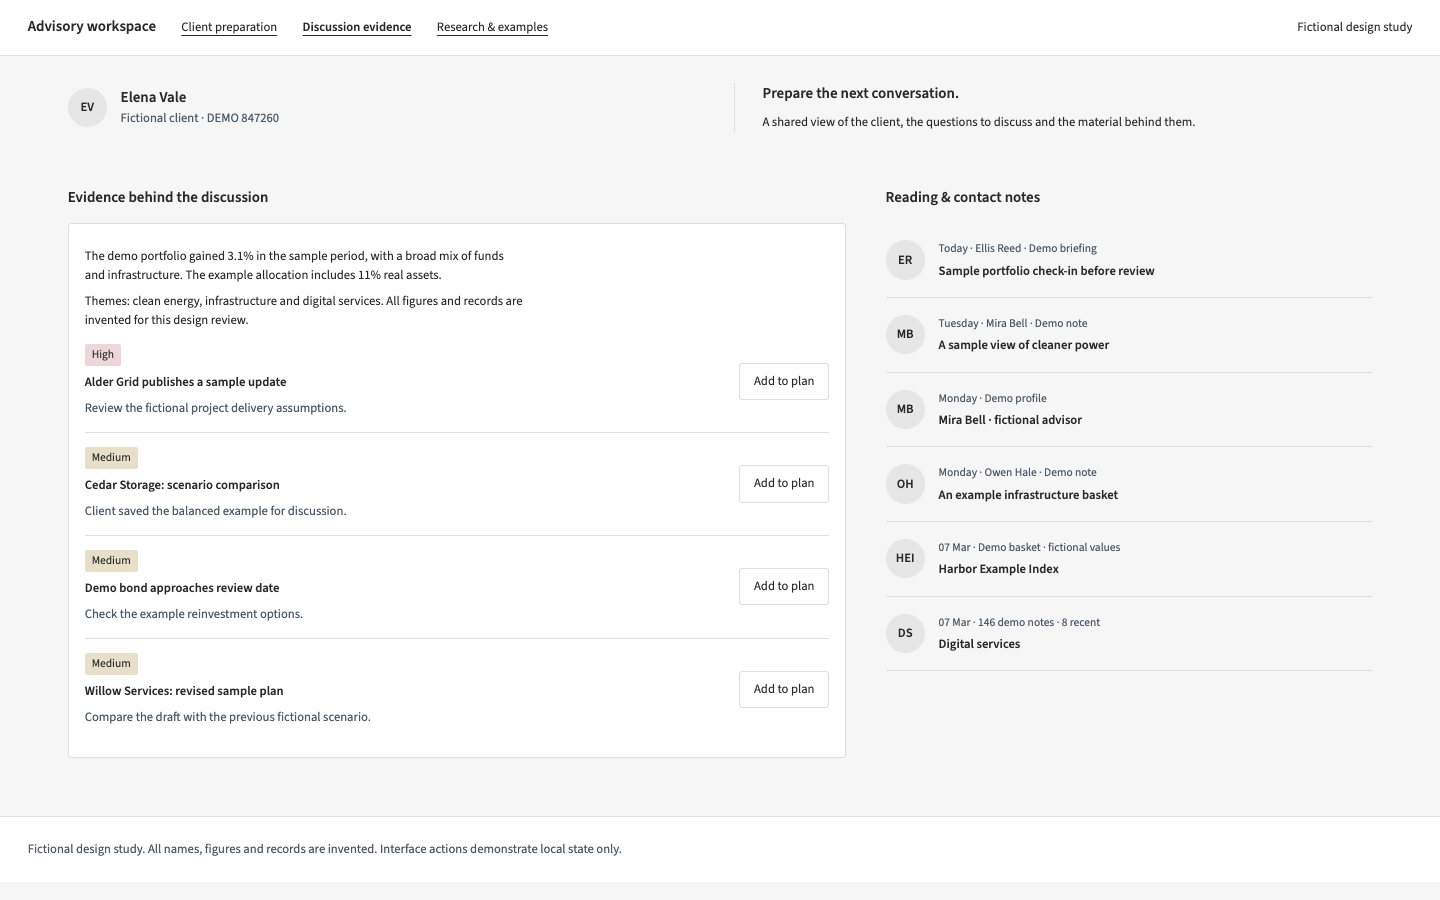 Advisory workspace
Client preparation
Discussion evidence
Research & examples
Fictional design study
EV
Elena Vale
Fictional client · DEMO 847260
Prepare the next conversation.
A shared view of the client, the questions to discuss and the material behind them.
Evidence behind the discussion
The demo portfolio gained 3.1% in the sample period, with a broad mix of funds
and infrastructure. The example allocation includes 11% real assets.
Themes: clean energy, infrastructure and digital services. All figures and records are
invented for this design review.
High
Alder Grid publishes a sample update
Review the fictional project delivery assumptions.
Add to plan
Medium
Cedar Storage: scenario comparison
Client saved the balanced example for discussion.
Add to plan
Medium
Demo bond approaches review date
Check the example reinvestment options.
Add to plan
Medium
Willow Services: revised sample plan
Compare the draft with the previous fictional scenario.
Add to plan
Reading & contact notes
ER
Today · Ellis Reed · Demo briefing
Sample portfolio check-in before review
MB
Tuesday · Mira Bell · Demo note
A sample view of cleaner power
MB
Monday · Demo profile
Mira Bell · fictional advisor
OH
Monday · Owen Hale · Demo note
An example infrastructure basket
HEI
07 Mar · Demo basket · fictional values
Harbor Example Index
DS
07 Mar · 146 demo notes · 8 recent
Digital services
Fictional design study. All names, figures and records are invented. Interface actions demonstrate local state only.